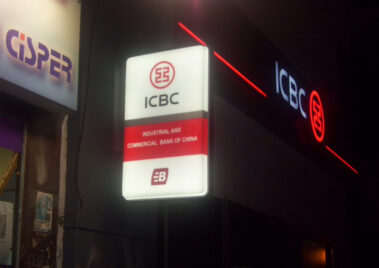 CiSPER
ICBC
INDUSTRIAL AND
COMMERCIAL BANK OF CHINA
B
ICBC